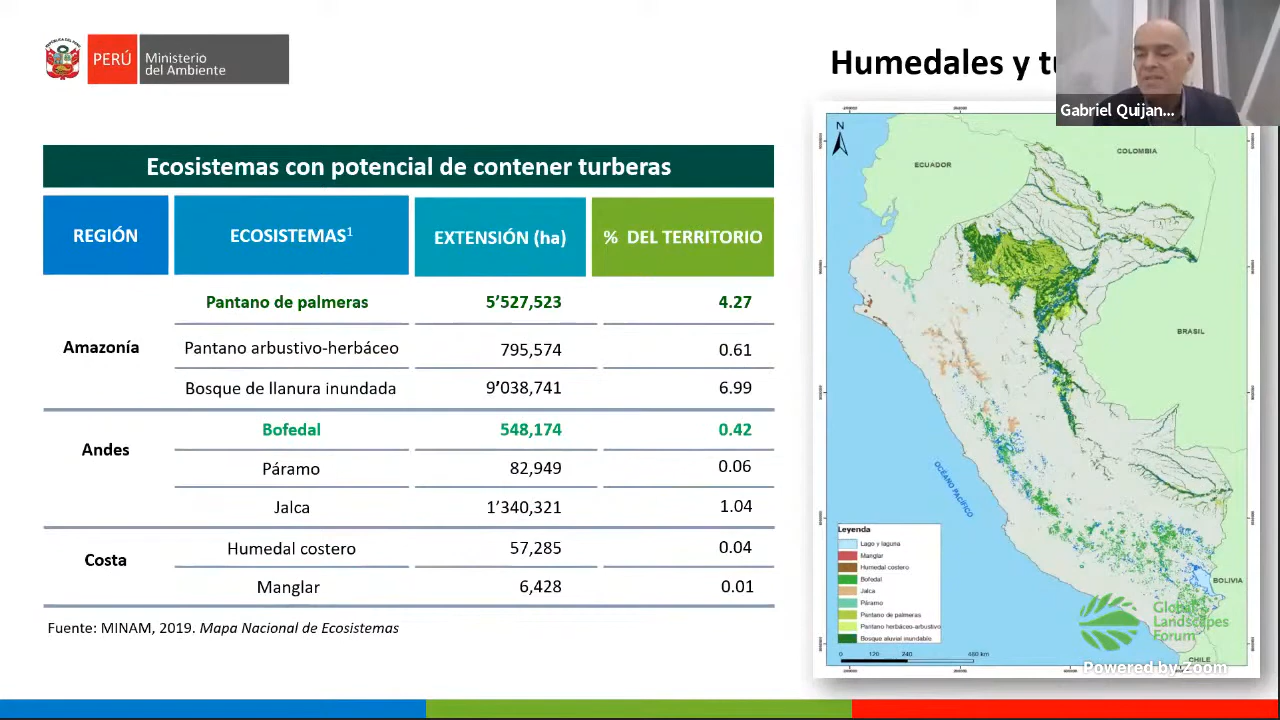 PERÚ
Ministerio
del Ambiente
Humedales y
Gabriel Quijan...
Ecosistemas con potencial de contener turberas
REGIÓN ECOSISTEMAS1 EXTENSIÓN (ha) % DEL TERRITORIO
Pantano de palmeras 5'527,523 4.27
Amazonía
Pantano arbustivo-herbáceo 795,574 0.61
Bosque de llanura inundada 9'038,741 6.99
Bofedal 548,174 0.42
Andes
Páramo 82,949 0.06
Jalca 1'340,321 1.04
Humedal costero 57,285 0.04
Costa
Manglar 6,428 0.01
Fuente: MINAM, Mapa Nacional de Ecosistemas
N
ECUADOR
COLOMBIA
BRASIL
OCÉANO PACÍFICO
BOLIVIA
CHILE
Leyenda
Lago y laguna
Manglar
Humedal costero
Bofedal
Jalca
Páramo
Pantano de palmeras
Pantano herbáceo-arbustivo
Bosque aluvial inundable
0 120 240 480 km
Global
Landscapes
Forum
Powered by Zoom